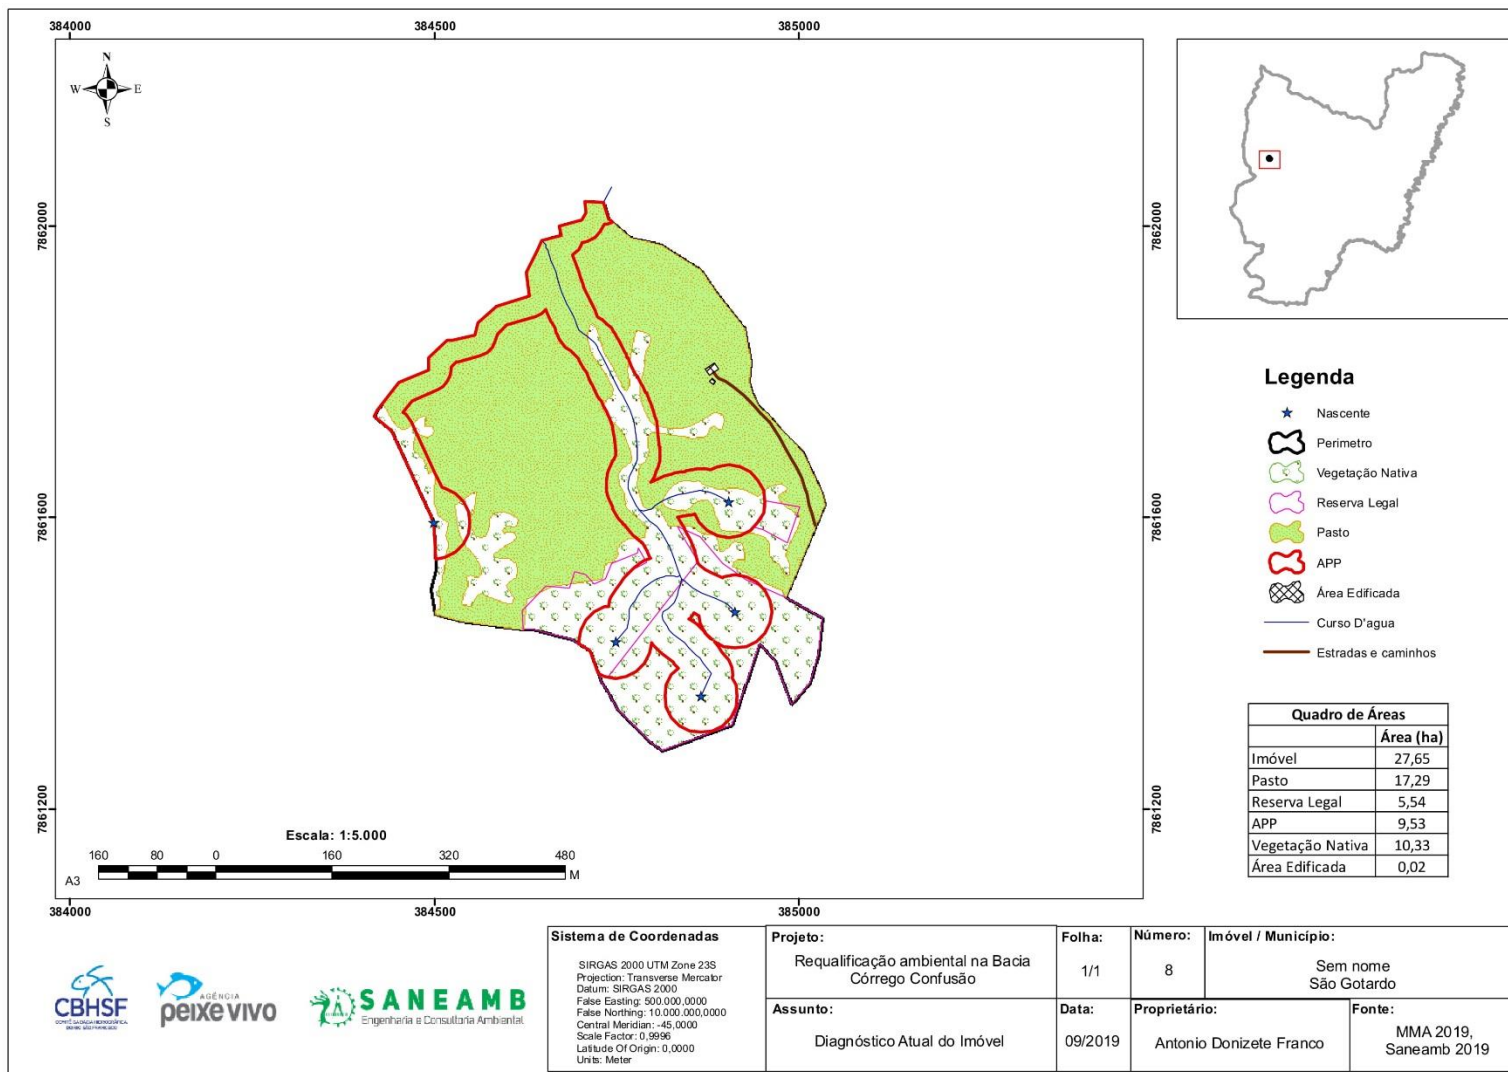 384000
384500
385000
N
W
E
S
7862000
7862000
7861600
7861600
7861200
7861200
Escala: 1:5.000
160 80 0 160 320 480
A3
M
384000
384500
385000
Legenda
Nascente
Perimetro
Vegetação Nativa
Reserva Legal
Pasto
APP
Área Edificada
Curso D'agua
Estradas e caminhos
Quadro de Áreas
Área (ha)
Imóvel 27,65
Pasto 17,29
Reserva Legal 5,54
APP 9,53
Vegetação Nativa 10,33
Área Edificada 0,02
CBHSF
AGÊNCIA
peixe vivo
SANEAMB
Engenharia e Consultoria Ambiental
Sistema de Coordenadas
SIRGAS 2000 UTM Zone 23S
Projection: Transverse Mercator
Datum: SIRGAS 2000
False Easting: 500.000,0000
False Northing: 10.000.000,0000
Central Meridian: -45,0000
Scale Factor: 0,9996
Latitude Of Origin: 0,0000
Units: Meter
Projeto:
Requalificação ambiental na Bacia
Córrego Confusão
Assunto:
Diagnóstico Atual do Imóvel
Folha:
1/1
Número:
8
Imóvel / Município:
Sem nome
São Gotardo
Data:
09/2019
Proprietário:
Antonio Donizete Franco
Fonte:
MMA 2019,
Saneamb 2019